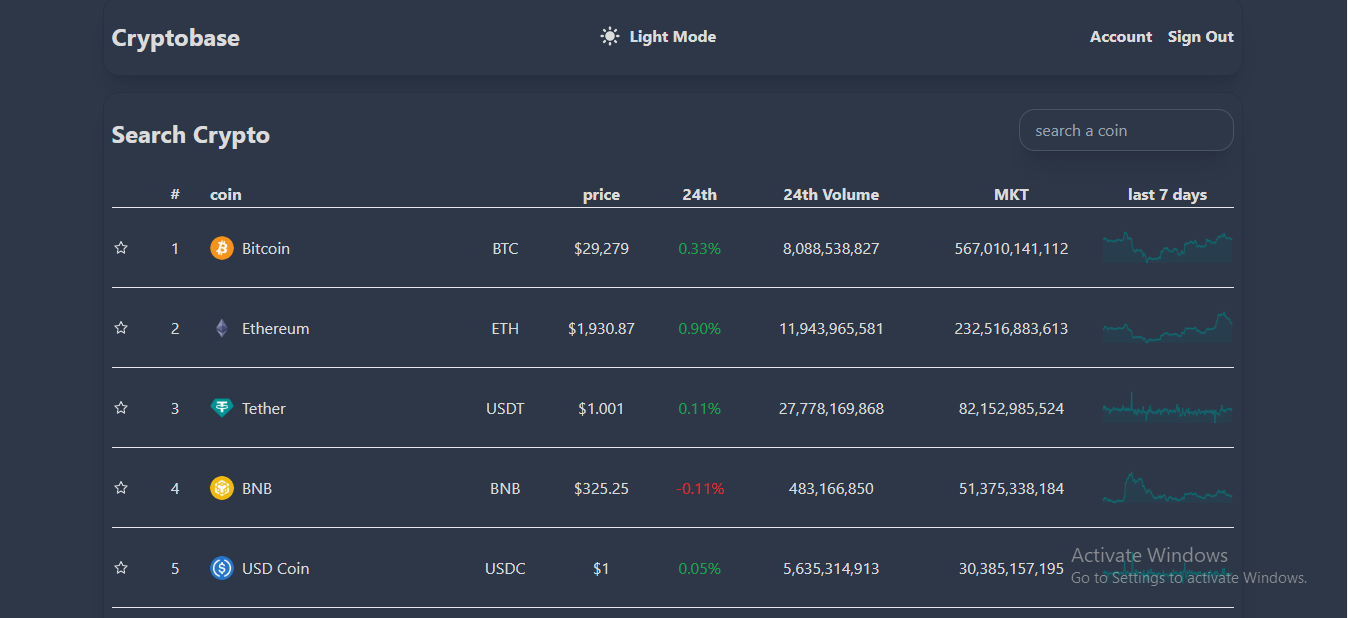 Cryptobase Light Mode Account Sign Out
Search Crypto search a coin
# coin price 24th 24th Volume MKT last 7 days
1 Bitcoin BTC $29,279 0.33% 8,088,538,827 567,010,141,112
2 Ethereum ETH $1,930.87 0.90% 11,943,965,581 232,516,883,613
3 Tether USDT $1.001 0.11% 27,778,169,868 82,152,985,524
4 BNB BNB $325.25 -0.11% 483,166,850 51,375,338,184
5 USD Coin USDC $1 0.05% 5,635,314,913 30,385,157,195
Activate Windows
Go to Settings to activate Windows.